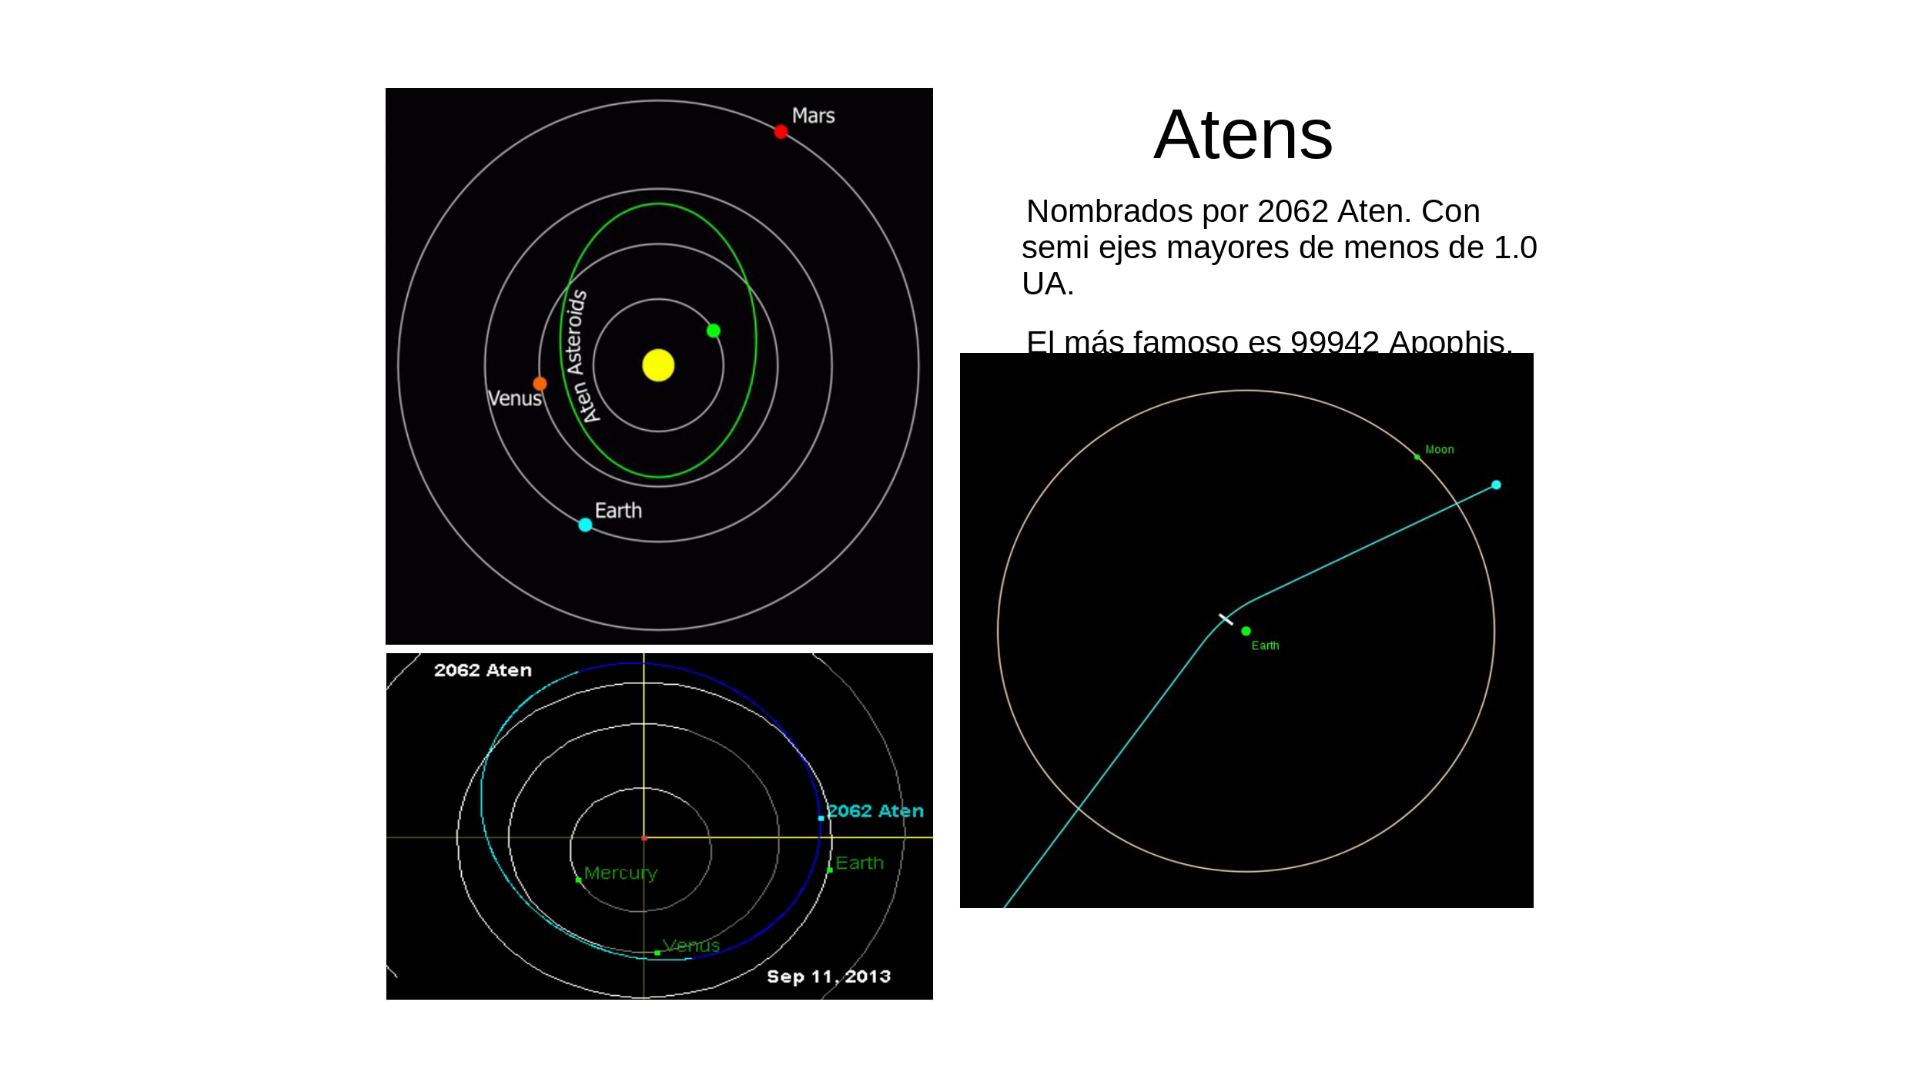 Atens
Nombrados por 2062 Aten. Con
semi ejes mayores de menos de 1.0
UA.
El más famoso es 99942 Apophis.
Mars
Aten Asteroids
Venus
Earth
2062 Aten
2062 Aten
Earth
Mercury
Venus
Sep 11, 2013
Moon
Earth